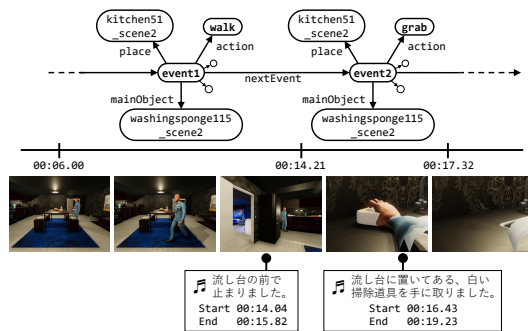 kitchen51
_scene2
walk
place
action
event1
nextEvent
mainObject
washingsponge115
_scene2
kitchen51
_scene2
grab
place
action
event2
mainObject
washingsponge115
_scene2
00:06.00
00:14.21
00:17.32
流し台の前で
止まりました。
Start 00:14.04
End 00:15.82
流し台に置いてある、白い
掃除道具を手に取りました。
Start 00:16.43
End 00:19.23